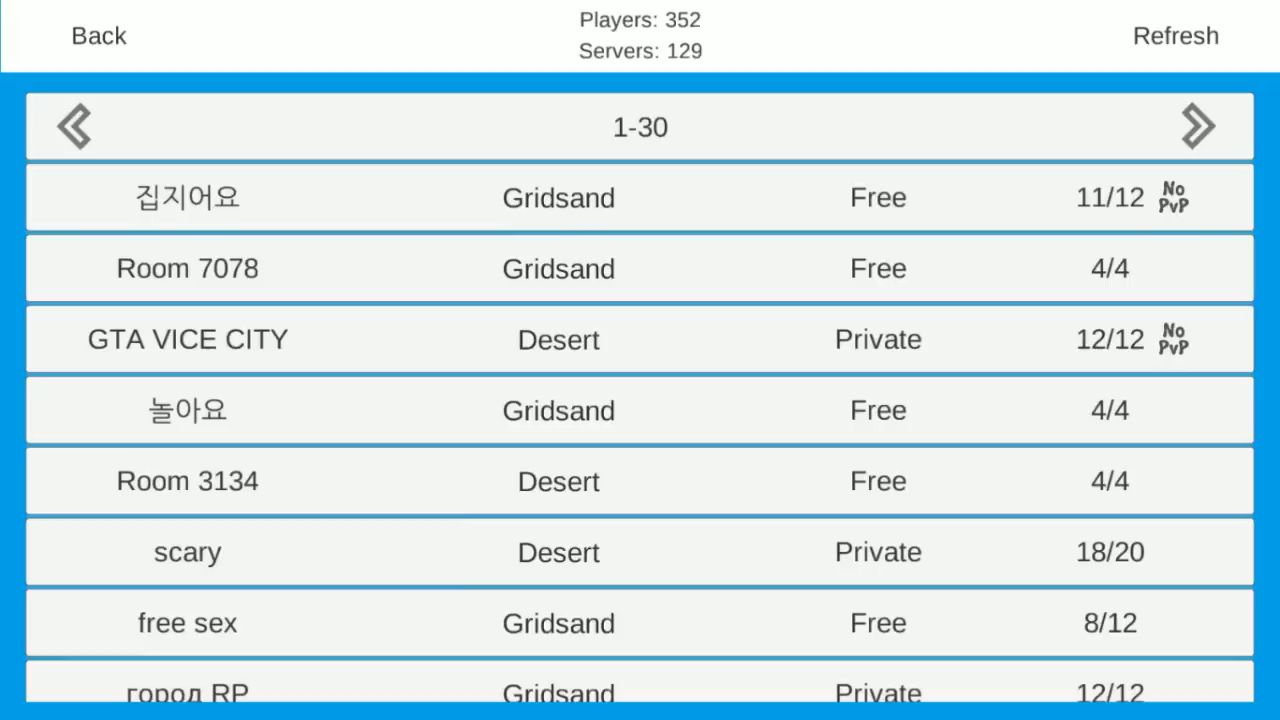 Back
Players: 352
Servers: 129
Refresh
1-30
집지어요 Gridsand Free 11/12 No PvP
Room 7078 Gridsand Free 4/4
GTA VICE CITY Desert Private 12/12 No PvP
놀아요 Gridsand Free 4/4
Room 3134 Desert Free 4/4
scary Desert Private 18/20
free sex Gridsand Free 8/12
город RP Gridsand Private 12/12